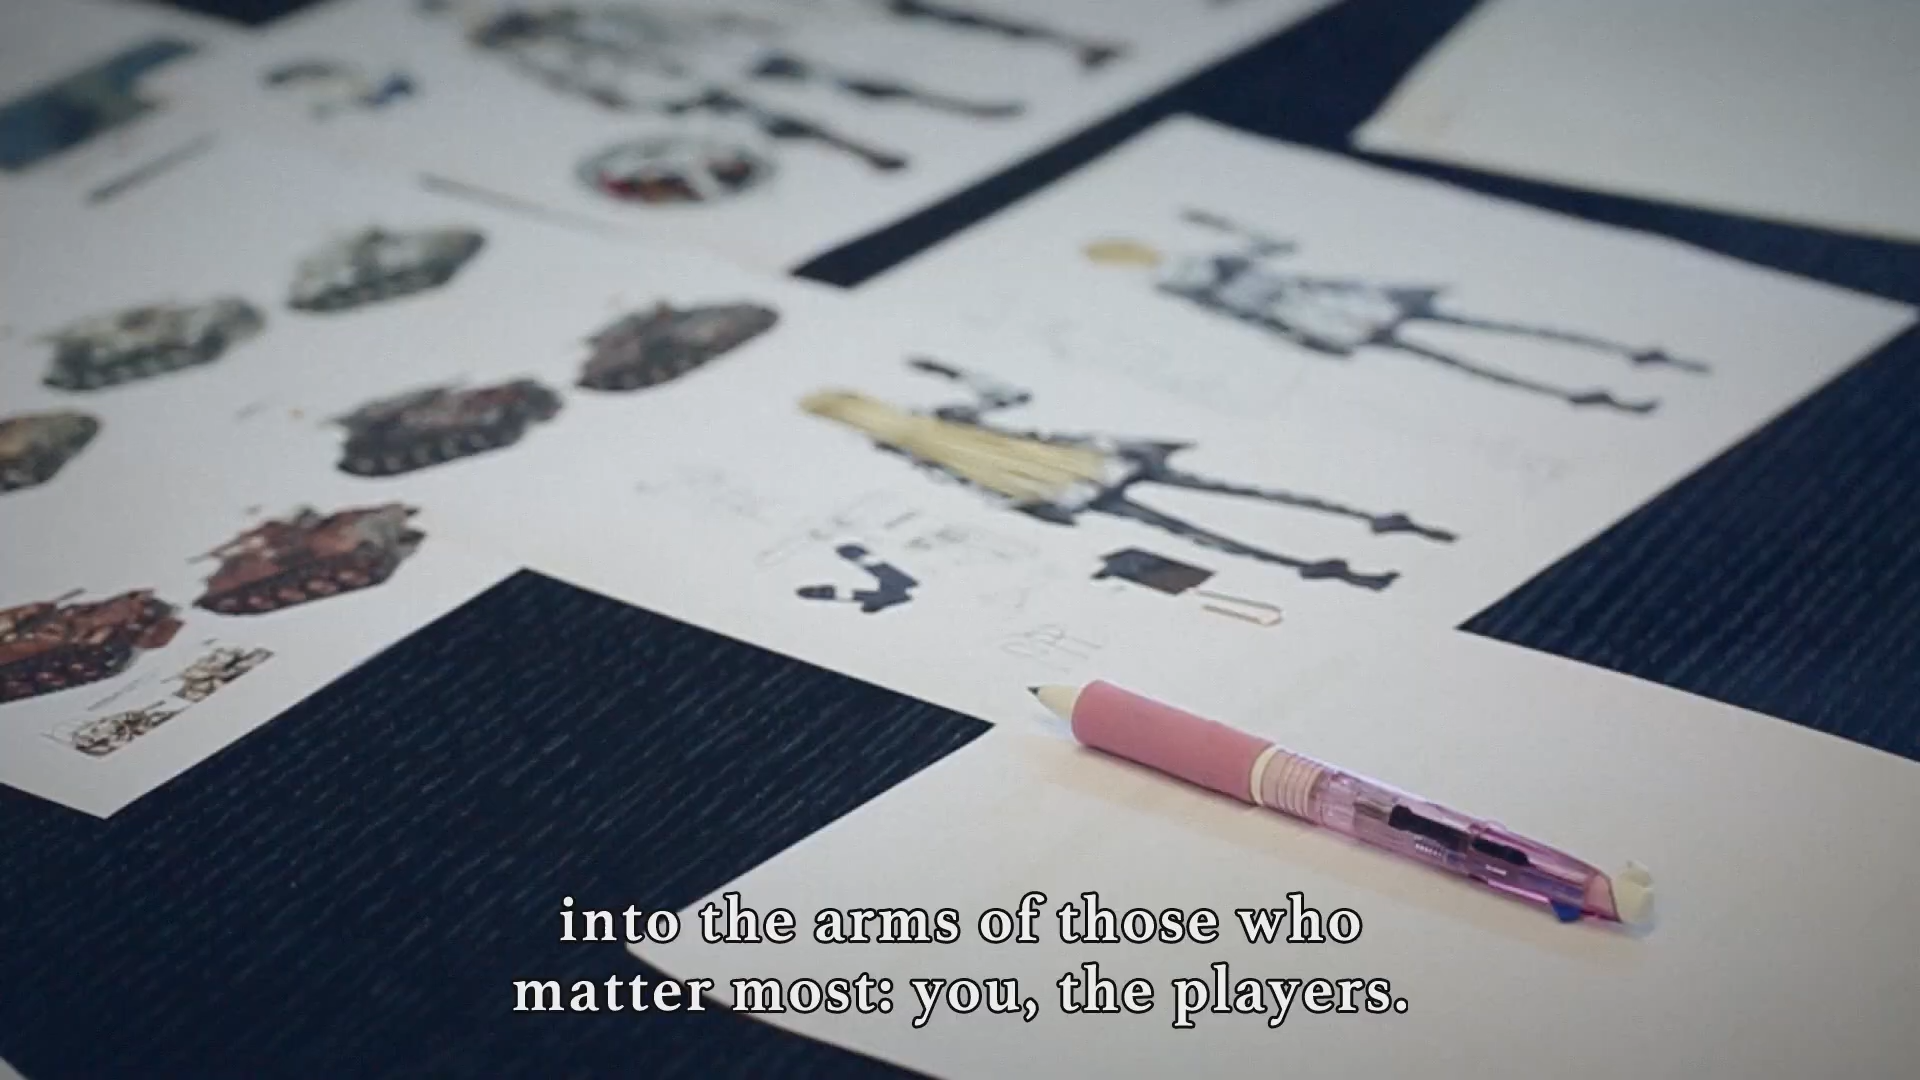 into the arms of those who
matter most: you, the players.